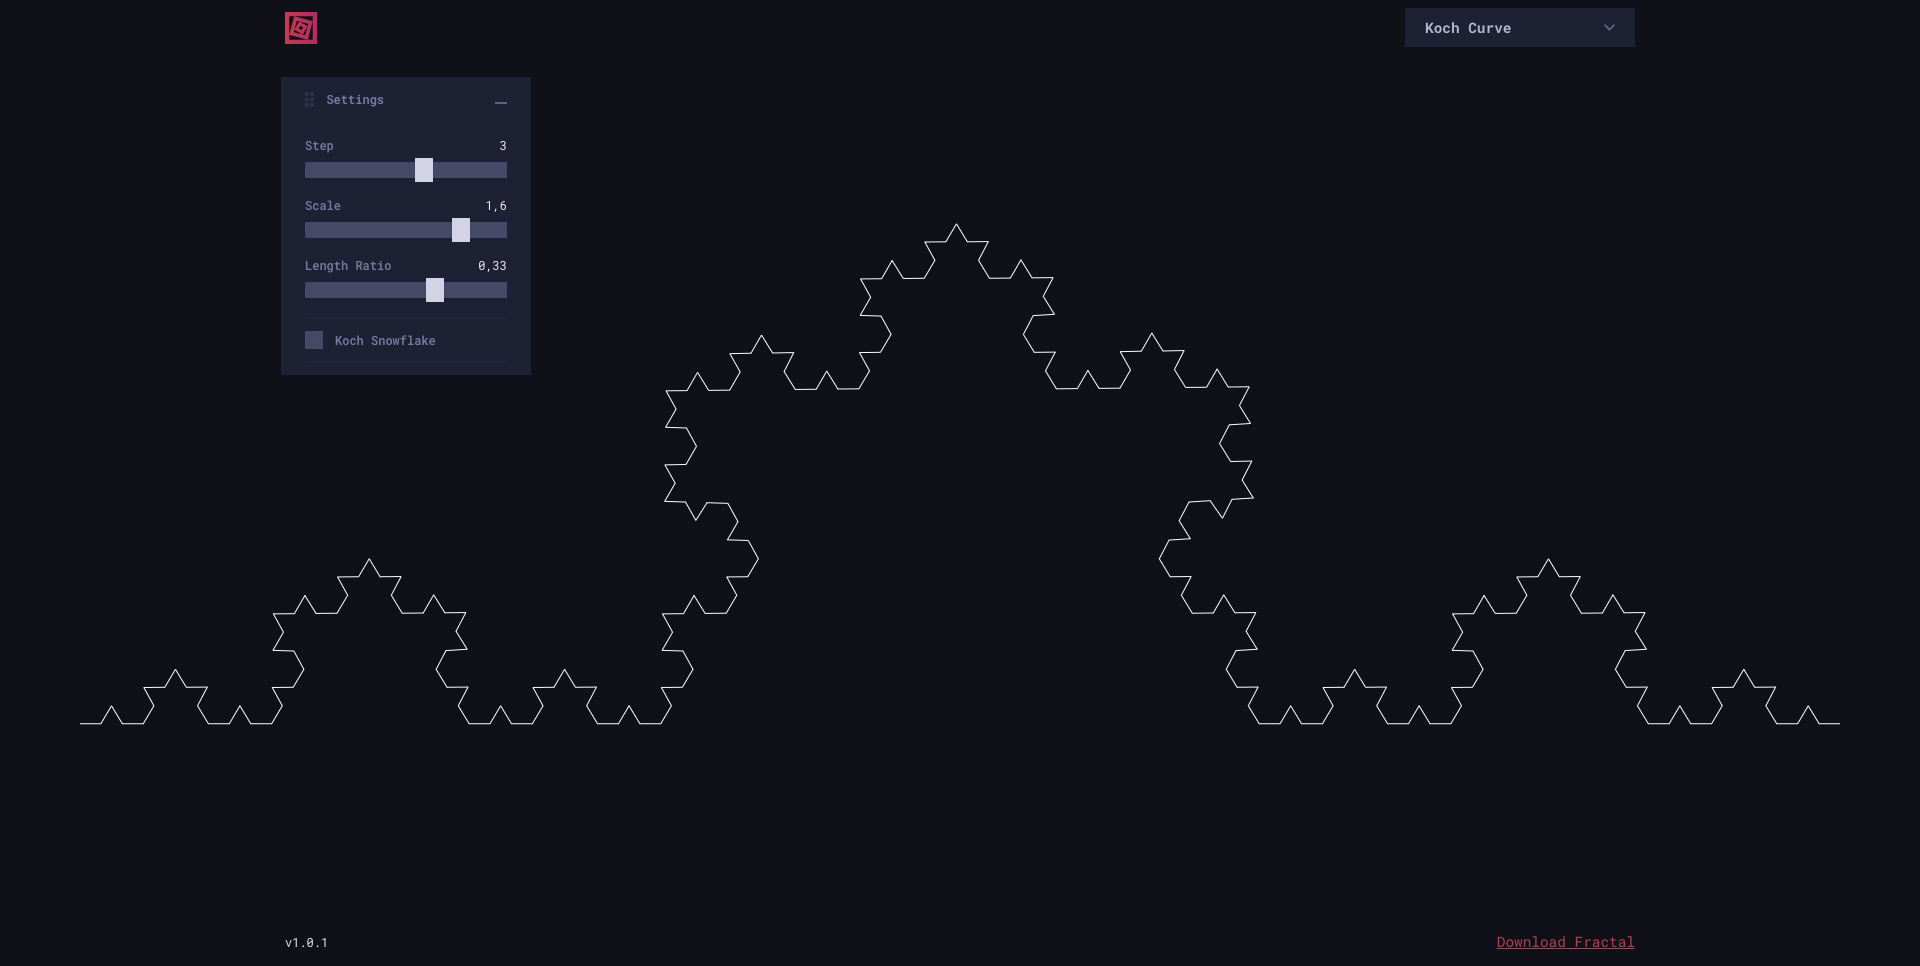 Koch Curve
Settings
Step 3
Scale 1,6
Length Ratio 0,33
Koch Snowflake
v1.0.1
Download Fractal